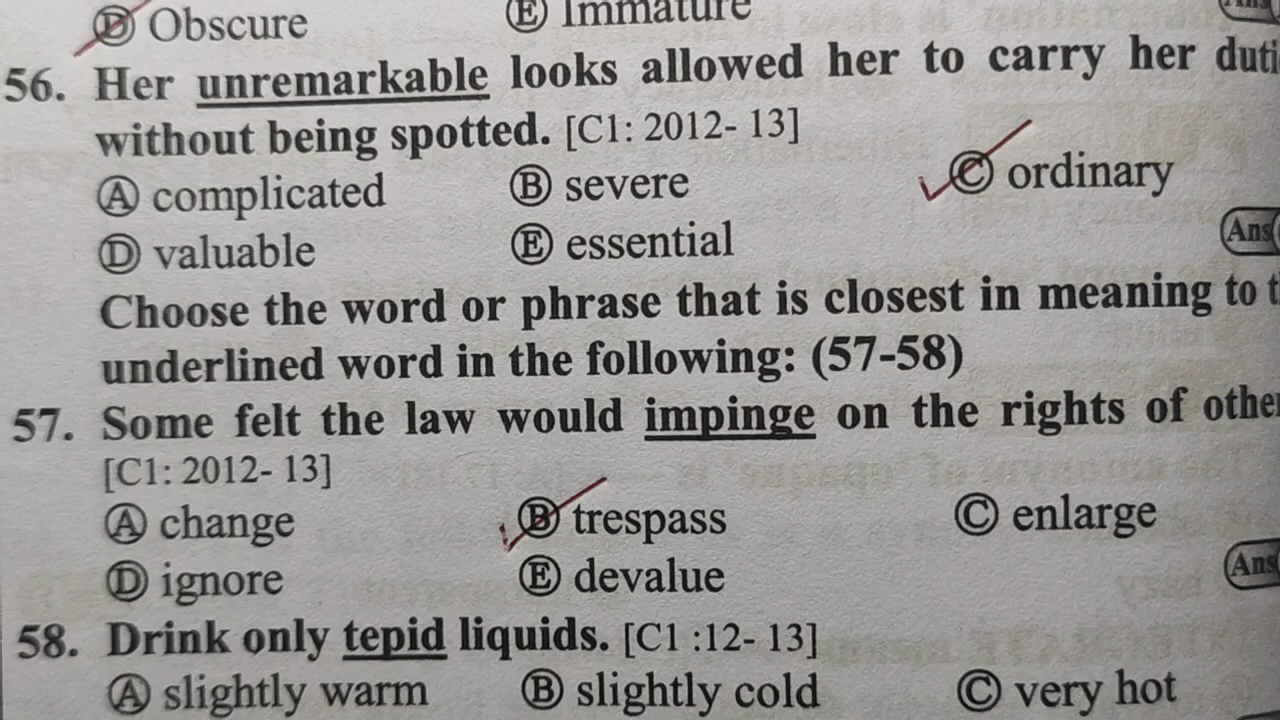 Ⓓ Obscure Ⓔ Immature
56. Her unremarkable looks allowed her to carry her duti
without being spotted. [C1: 2012- 13]
Ⓐ complicated Ⓑ severe Ⓒ ordinary
Ⓓ valuable Ⓔ essential Ans
Choose the word or phrase that is closest in meaning to t
underlined word in the following: (57-58)
57. Some felt the law would impinge on the rights of other
[C1: 2012- 13]
Ⓐ change Ⓑ trespass Ⓒ enlarge
Ⓓ ignore Ⓔ devalue Ans
58. Drink only tepid liquids. [C1 :12- 13]
Ⓐ slightly warm Ⓑ slightly cold Ⓒ very hot